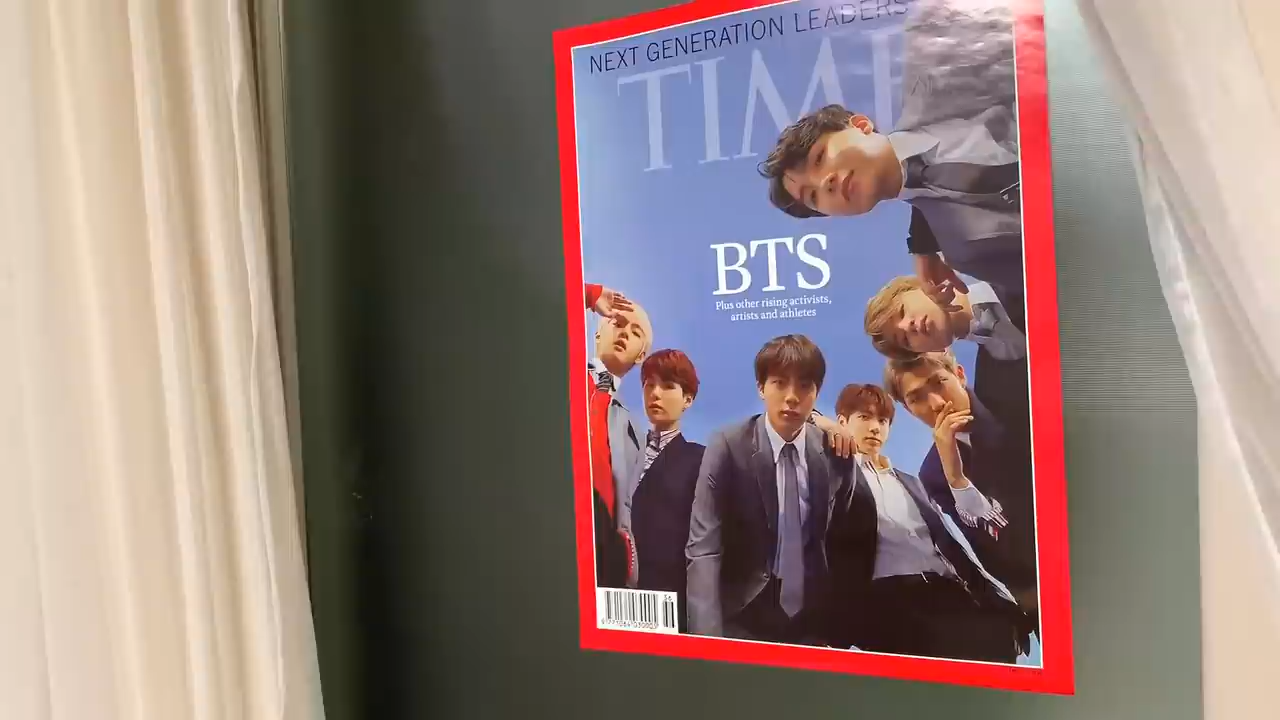 NEXT GENERATION LEADERS
TIME
BTS
Plus other rising activists,
artists and athletes